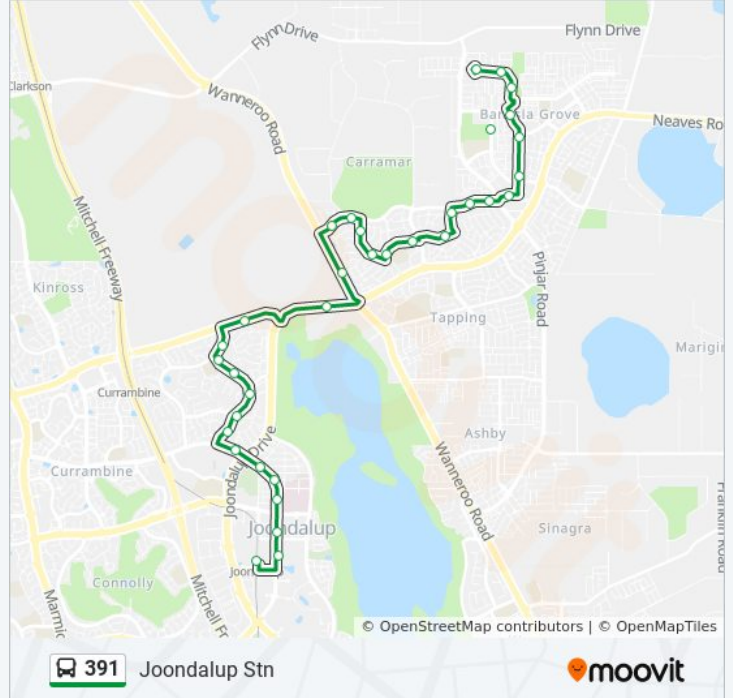 Flynn Drive
Flynn Drive
Clarkson
Wanneroo Road
Banksia Grove
Neaves Ro
Carramar
Mitchell Freeway
Kinross
Pinjar Road
Tapping
Marigin
Currambine
Ashby
Joondalup Drive
Wanneroo Road
Currambine
Franklin Road
Joondalup
Sinagra
Joon
Connolly
Mitchell Fr
Marmio
© OpenStreetMap contributors | © OpenMapTiles
391 Joondalup Stn
moovit